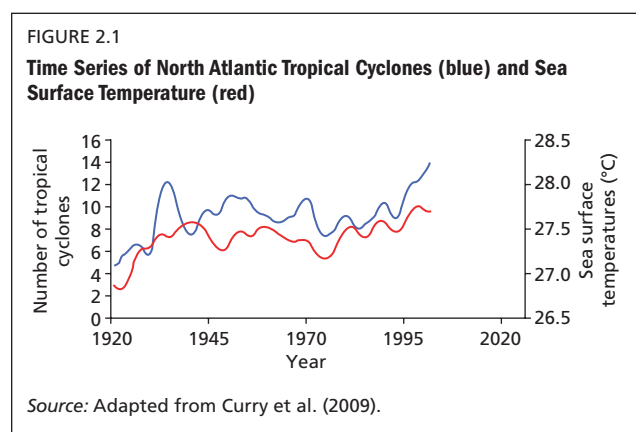 FIGURE 2.1
Time Series of North Atlantic Tropical Cyclones (blue) and Sea
Surface Temperature (red)
Number of tropical
cyclones
16
14
12
10
8
6
4
2
0
28.5
28.0
27.5
27.0
26.5
Sea surface
temperatures (°C)
1920 1945 1970 1995 2020
Year
Source: Adapted from Curry et al. (2009).